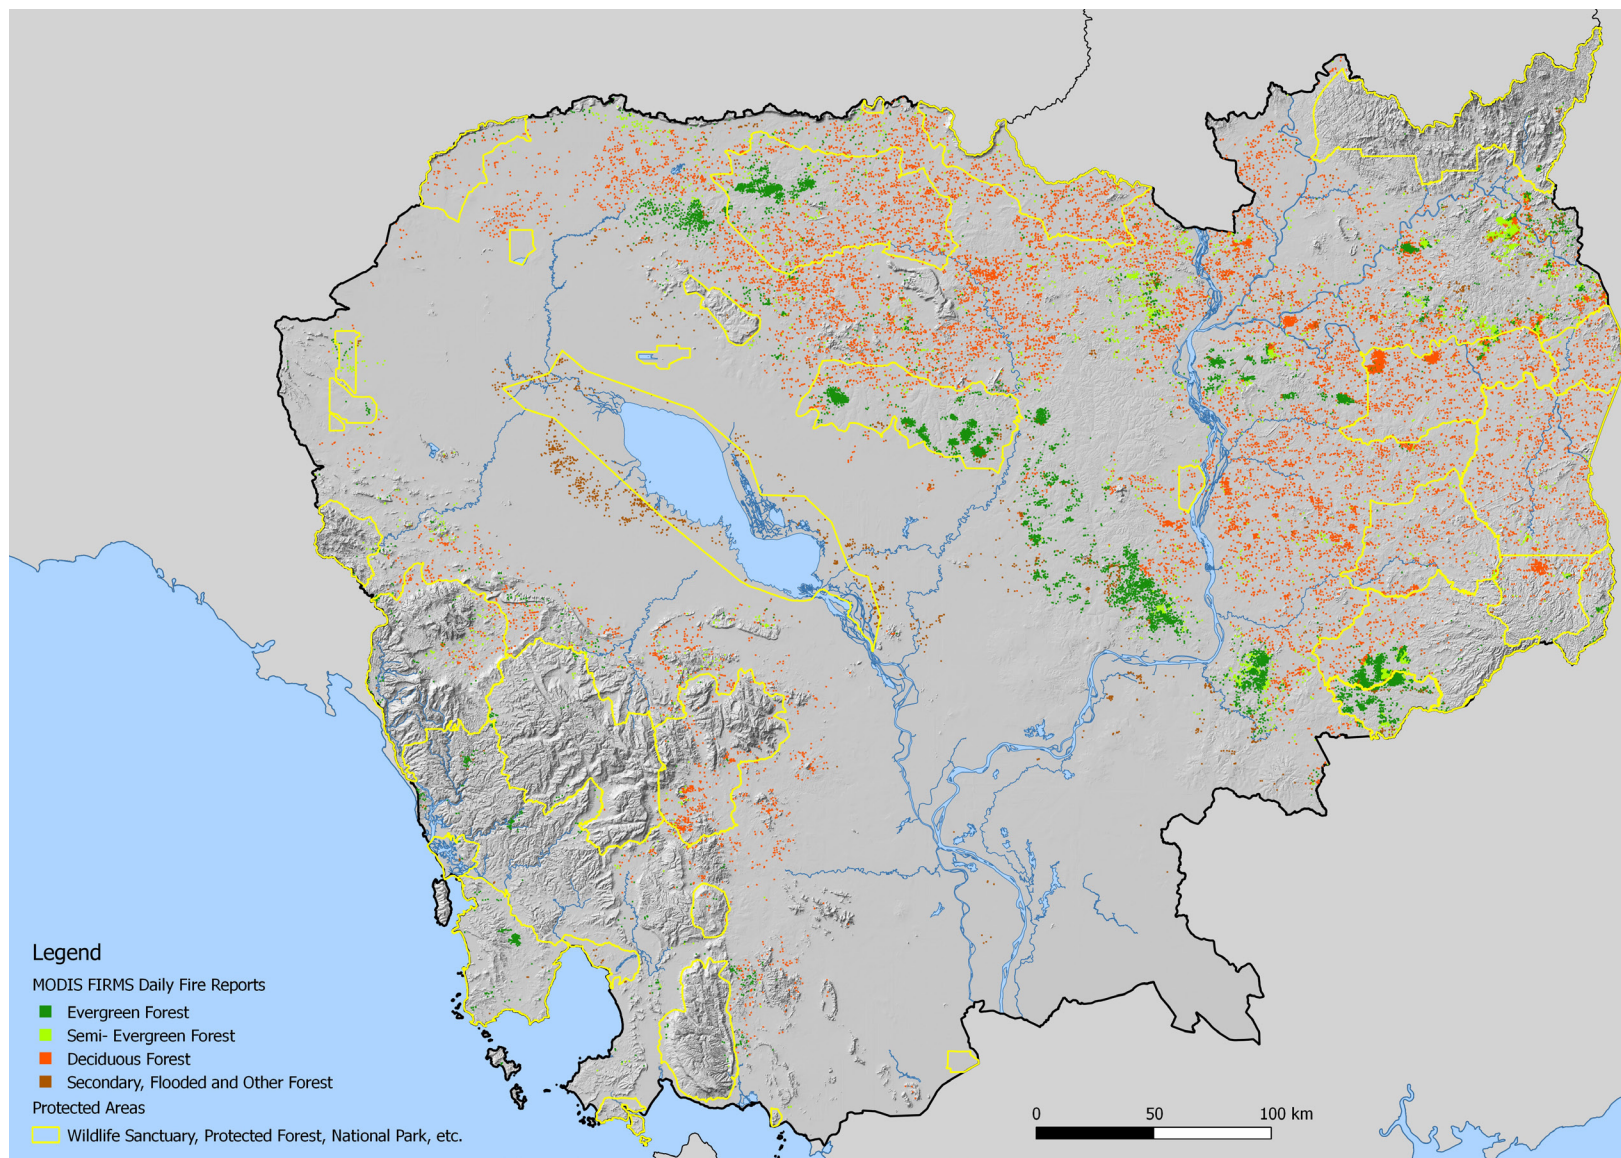 Legend
MODIS FIRMS Daily Fire Reports
Evergreen Forest
Semi- Evergreen Forest
Deciduous Forest
Secondary, Flooded and Other Forest
Protected Areas
Wildlife Sanctuary, Protected Forest, National Park, etc.
0 50 100 km